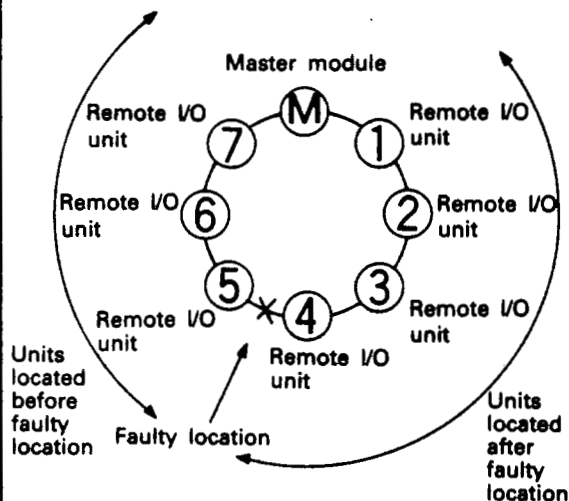 Master module
M
Remote I/O
unit
1
Remote I/O
unit
2
Remote I/O
unit
3
Remote I/O
unit
4
Remote I/O
unit
5
Remote I/O
unit
6
Remote I/O
unit
7
Faulty location
Units
located
before
faulty
location
Units
located
after
faulty
location